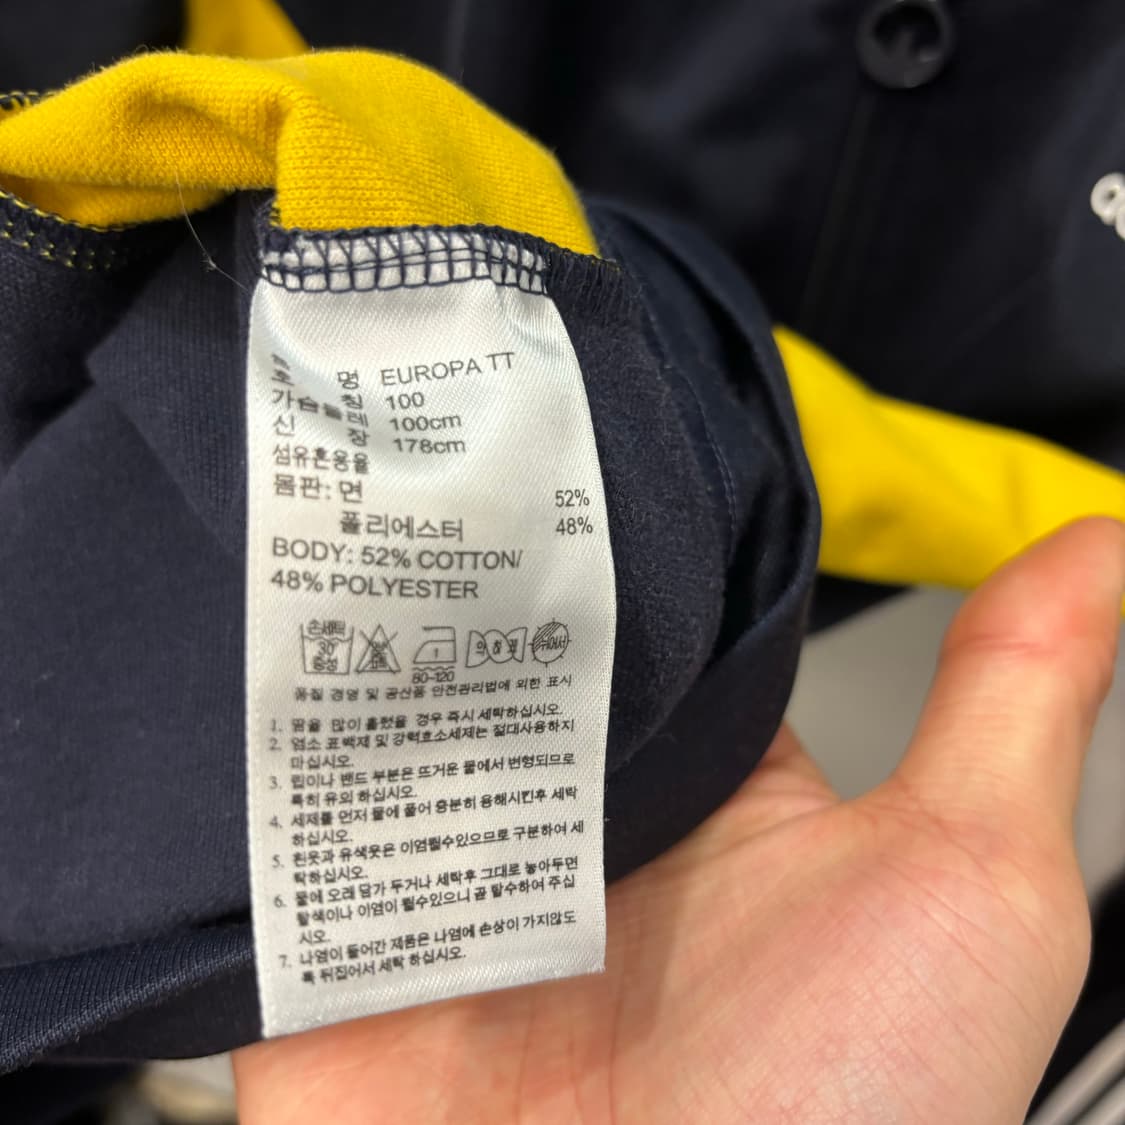 품 명 EUROPA TT
호 칭 100
가슴둘레 100cm
신 장 178cm
섬유혼용율
몸판: 면 52%
폴리에스터 48%
BODY: 52% COTTON/
48% POLYESTER
손세탁
30
중성
80~120
품질 경영 및 공산품 안전관리법에 의한 표시
1. 땀을 많이 흘렸을 경우 즉시 세탁하십시오.
2. 염소 표백제 및 강력효소세제는 절대사용하지
마십시오.
3. 립이나 밴드 부분은 뜨거운 물에서 변형되므로
특히 유의 하십시오.
4. 세제를 먼저 물에 풀어 충분히 용해시킨후 세탁
하십시오.
5. 흰옷과 유색옷은 이염될수있으므로 구분하여 세
탁하십시오.
6. 물에 오래 담가 두거나 세탁후 그대로 놓아두면
탈색이나 이염이 될수있으니 곧 탈수하여 주십
시오.
7. 나염이 들어간 제품은 나염에 손상이 가지않도
록 뒤집어서 세탁 하십시오.